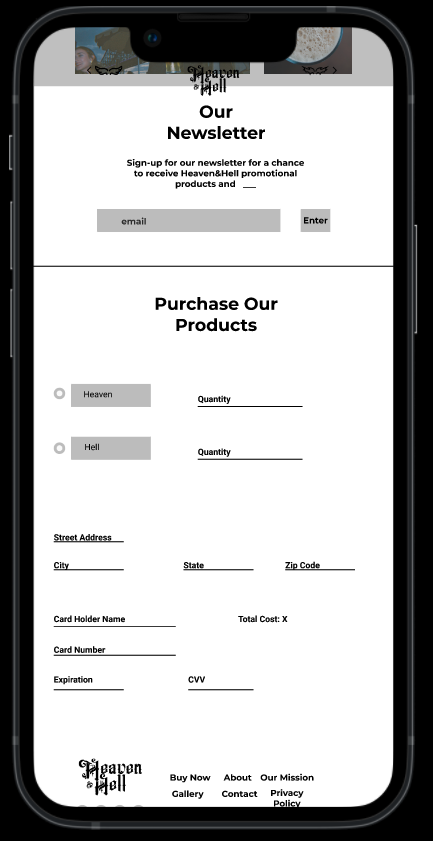 Heaven
& Hell
Our
Newsletter
Sign-up for our newsletter for a chance
to receive Heaven&Hell promotional
products and ___
email
Enter
Purchase Our
Products
Heaven
Quantity
Hell
Quantity
Street Address
City State Zip Code
Card Holder Name Total Cost: X
Card Number
Expiration CVV
Heaven
& Hell
Buy Now About Our Mission
Gallery Contact Privacy
Policy